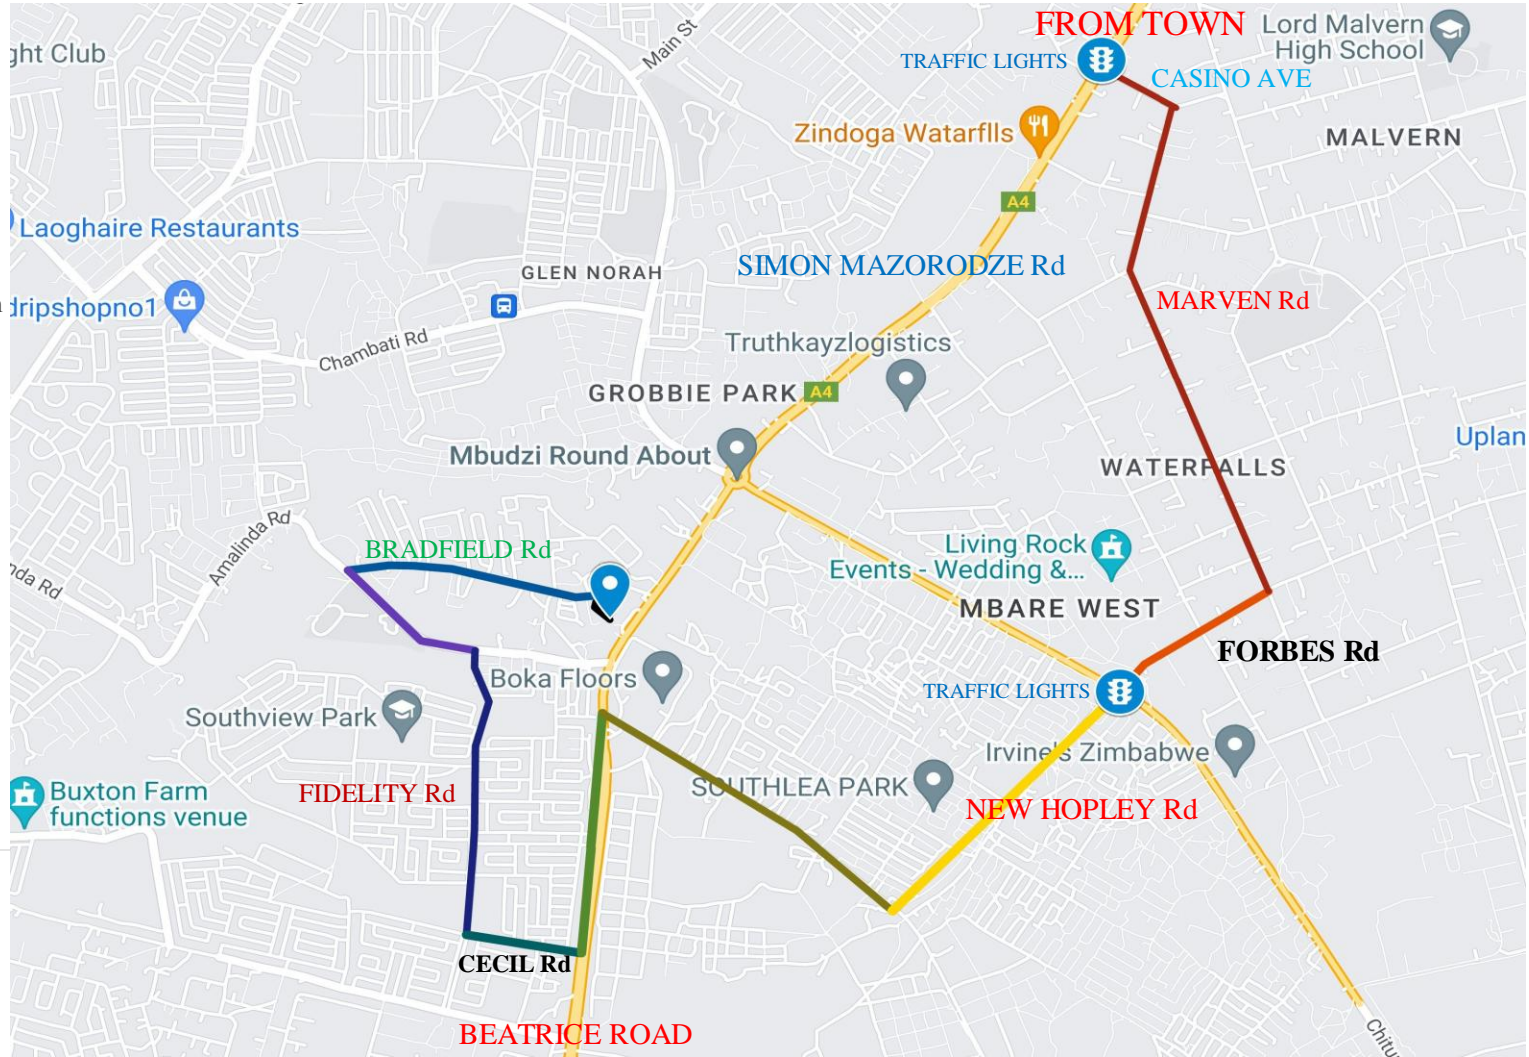 FROM TOWN
Lord Malvern
High School
ght Club
Main St
TRAFFIC LIGHTS
CASINO AVE
Zindoga Watarflls
MALVERN
A4
Laoghaire Restaurants
SIMON MAZORODZE Rd
GLEN NORAH
dripshopno1
MARVEN Rd
Chambati Rd
Truthkayzlogistics
GROBBIE PARK
A4
Mbudzi Round About
Uplan
WATERFALLS
Amalinda Rd
BRADFIELD Rd
Living Rock
Events - Wedding &...
nda Rd
MBARE WEST
FORBES Rd
Boka Floors
TRAFFIC LIGHTS
Southview Park
Irvine's Zimbabwe
SOUTHLEA PARK
Buxton Farm
functions venue
FIDELITY Rd
NEW HOPLEY Rd
CECIL Rd
BEATRICE ROAD
Chitu